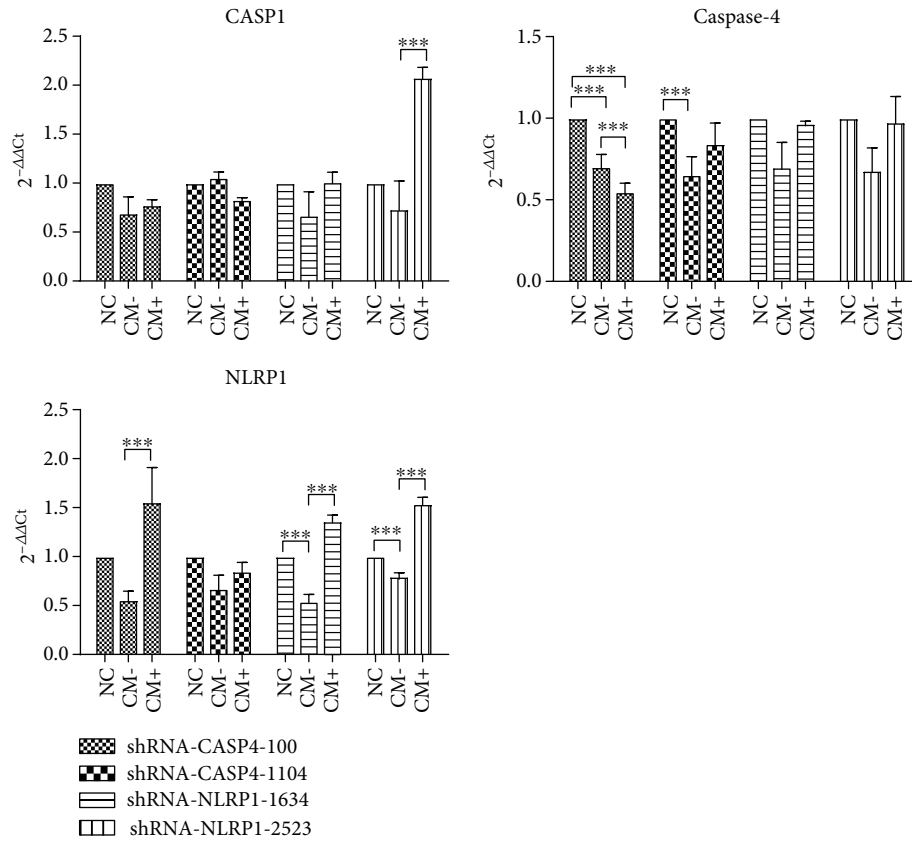 CASP1
2.5
2.0
1.5
1.0
0.5
0.0
2−ΔΔCt
***
NC CM- CM+ NC CM- CM+ NC CM- CM+ NC CM- CM+
Caspase-4
1.5
1.0
0.5
0.0
2−ΔΔCt
***
***
***
***
NC CM- CM+ NC CM- CM+ NC CM- CM+ NC CM- CM+
NLRP1
2.5
2.0
1.5
1.0
0.5
0.0
2−ΔΔCt
***
***
***
***
***
NC CM- CM+ NC CM- CM+ NC CM- CM+ NC CM- CM+
shRNA-CASP4-100
shRNA-CASP4-1104
shRNA-NLRP1-1634
shRNA-NLRP1-2523